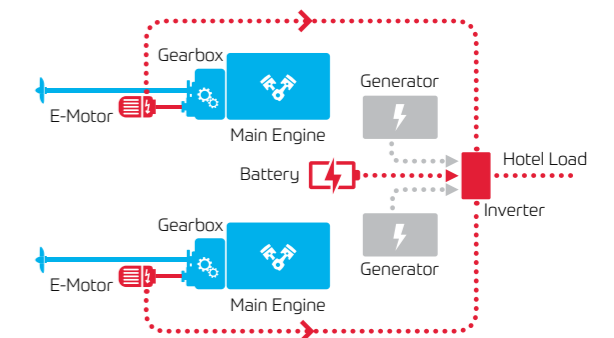 Gearbox
Generator
E-Motor
Main Engine
Hotel Load
Battery
Inverter
Gearbox
Generator
E-Motor
Main Engine